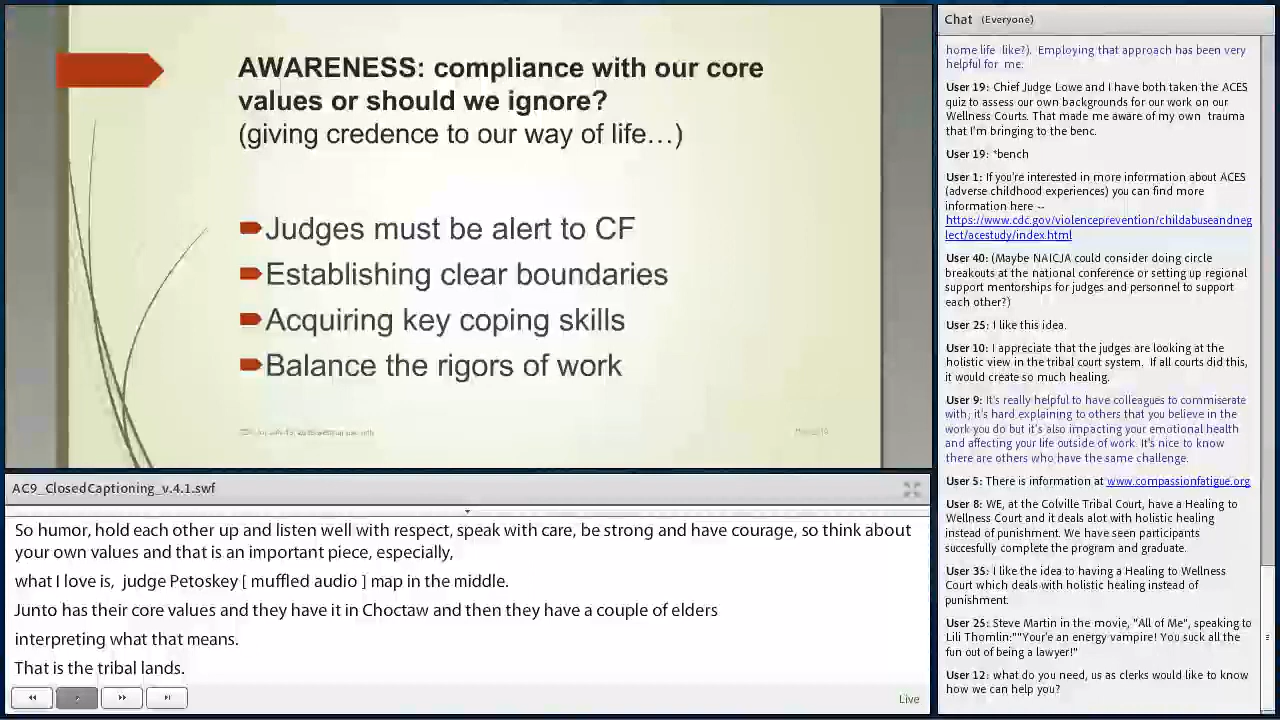 AWARENESS: compliance with our core
values or should we ignore?
(giving credence to our way of life…)
Judges must be alert to CF
Establishing clear boundaries
Acquiring key coping skills
Balance the rigors of work
AC9_ClosedCaptioning_v.4.1.swf
So humor, hold each other up and listen well with respect, speak with care, be strong and have courage, so think about
your own values and that is an important piece, especially,
what I love is,  judge Petoskey [ muffled audio ] map in the middle.
Junto has their core values and they have it in Choctaw and then they have a couple of elders
interpreting what that means.
That is the tribal lands.
Live
Chat (Everyone)
home life  like?).  Employing that approach has been very
helpful for  me.
User 19: Chief Judge Lowe and I have both taken the ACES
quiz to assess our own backgrounds for our work on our
Wellness Courts. That made me aware of my own  trauma
that I'm bringing to the benc.
User 19: *bench
User 1: If you're interested in more information about ACES
(adverse childhood experiences) you can find more
information here --
https://www.cdc.gov/violenceprevention/childabuseandneg
lect/acestudy/index.html
User 40: (Maybe NAICJA could consider doing circle
breakouts at the national conference or setting up regional
support mentorships for judges and personnel to support
each other?)
User 25: I like this idea.
User 10: I appreciate that the judges are looking at the
holistic view in the tribal court system.  If all courts did this,
it would create so much healing.
User 9: It's really helpful to have colleagues to commiserate
with; it's hard explaining to others that you believe in the
work you do but it's also impacting your emotional health
and affecting your life outside of work. It's nice to know
there are others who have the same challenge.
User 5: There is information at www.compassionfatigue.org
User 8: WE, at the Colville Tribal Court, have a Healing to
Wellness Court and it deals alot with holistic healing
instead of punishment. We have seen participants
succesfully complete the program and graduate.
User 35: I like the idea to having a Healing to Wellness
Court which deals with holistic healing instead of
punishment.
User 25: Steve Martin in the movie, "All of Me", speaking to
Lili Thomlin:""Your'e an energy vampire! You suck all the
fun out of being a lawyer!"
User 12: what do you need, us as clerks would like to know
how we can help you?